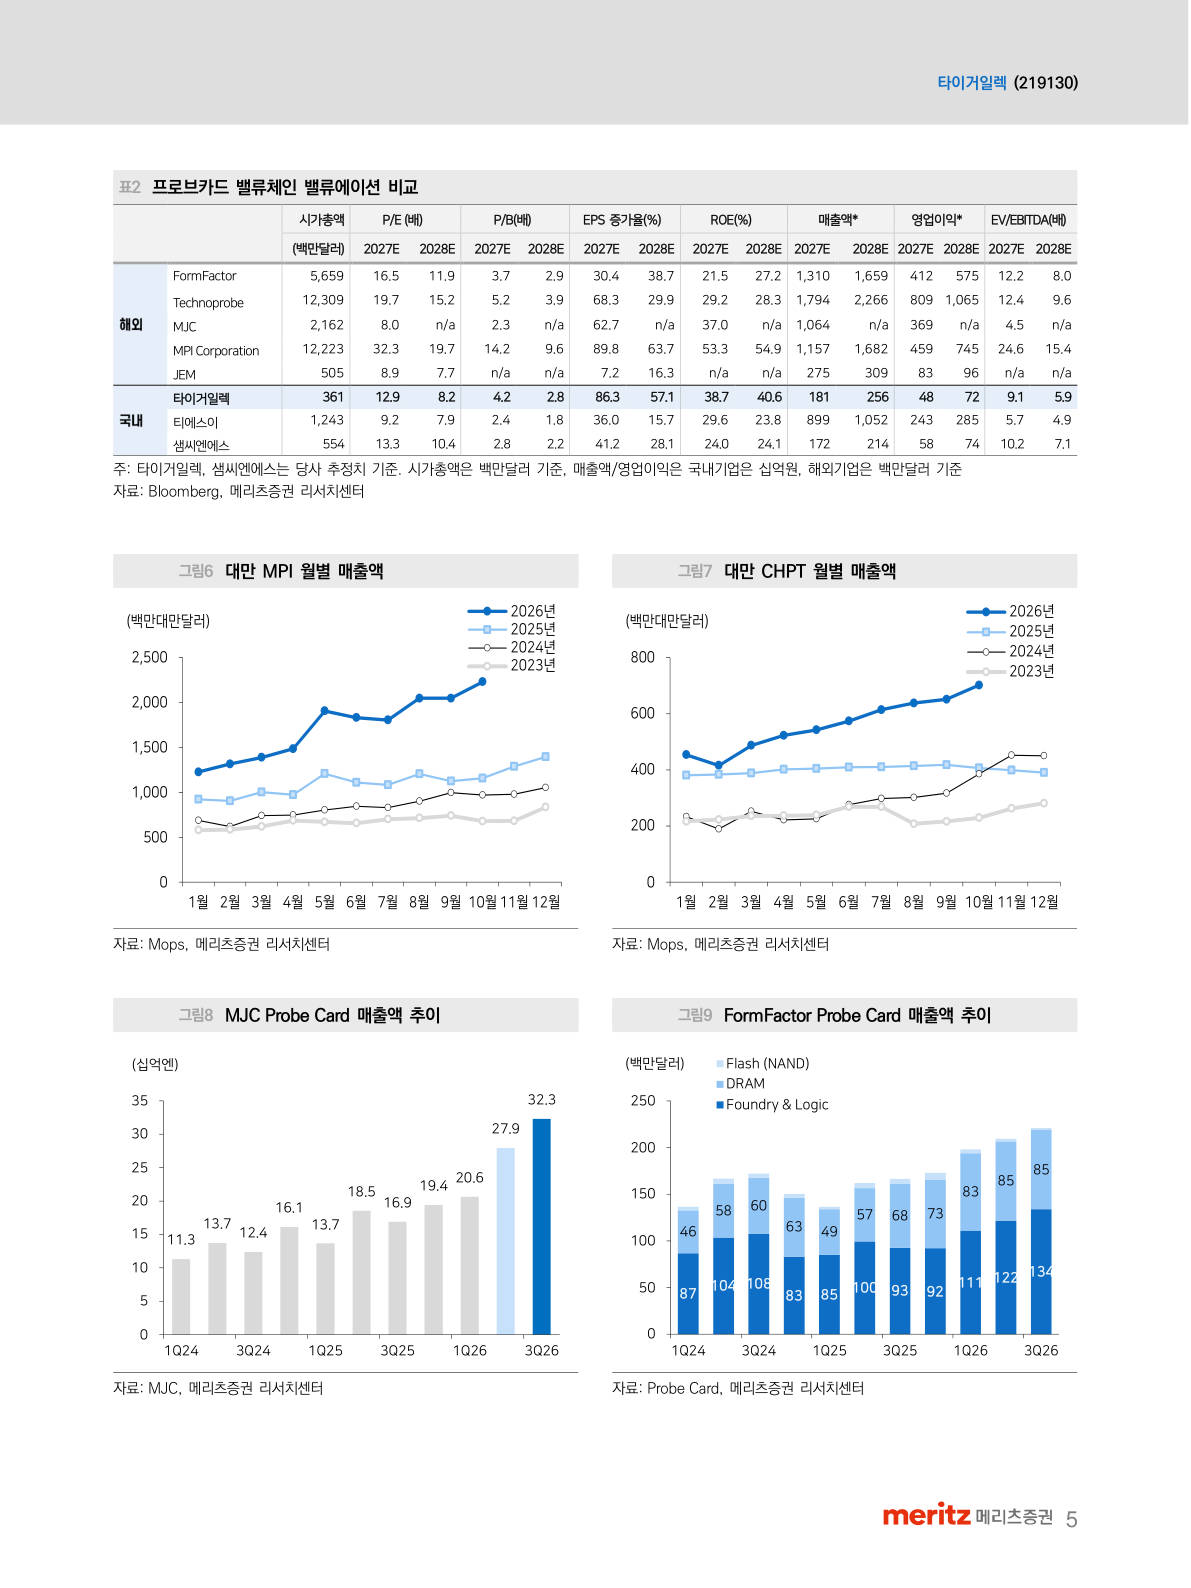 타이거일렉 (219130)
표2 프로브카드 밸류체인 밸류에이션 비교
시가총액 P/E (배) P/B(배) EPS 증가율(%) ROE(%) 매출액* 영업이익* EV/EBITDA(배)
(백만달러) 2027E 2028E 2027E 2028E 2027E 2028E 2027E 2028E 2027E 2028E 2027E 2028E 2027E 2028E
해외
FormFactor 5,659 16.5 11.9 3.7 2.9 30.4 38.7 21.5 27.2 1,310 1,659 412 575 12.2 8.0
Technoprobe 12,309 19.7 15.2 5.2 3.9 68.3 29.9 29.2 28.3 1,794 2,266 809 1,065 12.4 9.6
MJC 2,162 8.0 n/a 2.3 n/a 62.7 n/a 37.0 n/a 1,064 n/a 369 n/a 4.5 n/a
MPI Corporation 12,223 32.3 19.7 14.2 9.6 89.8 63.7 53.3 54.9 1,157 1,682 459 745 24.6 15.4
JEM 505 8.9 7.7 n/a n/a 7.2 16.3 n/a n/a 275 309 83 96 n/a n/a
국내
타이거일렉 361 12.9 8.2 4.2 2.8 86.3 57.1 38.7 40.6 181 256 48 72 9.1 5.9
티에스이 1,243 9.2 7.9 2.4 1.8 36.0 15.7 29.6 23.8 899 1,052 243 285 5.7 4.9
샘씨엔에스 554 13.3 10.4 2.8 2.2 41.2 28.1 24.0 24.1 172 214 58 74 10.2 7.1
주: 타이거일렉, 샘씨엔에스는 당사 추정치 기준. 시가총액은 백만달러 기준, 매출액/영업이익은 국내기업은 십억원, 해외기업은 백만달러 기준
자료: Bloomberg, 메리츠증권 리서치센터
그림6 대만 MPI 월별 매출액
(백만대만달러)
2026년
2025년
2024년
2023년
2,500
2,000
1,500
1,000
500
0
1월 2월 3월 4월 5월 6월 7월 8월 9월 10월 11월 12월
자료: Mops, 메리츠증권 리서치센터
그림7 대만 CHPT 월별 매출액
(백만대만달러)
2026년
2025년
2024년
2023년
800
600
400
200
0
1월 2월 3월 4월 5월 6월 7월 8월 9월 10월 11월 12월
자료: Mops, 메리츠증권 리서치센터
그림8 MJC Probe Card 매출액 추이
(십억엔)
35
30
25
20
15
10
5
0
11.3 13.7 12.4 16.1 13.7 18.5 16.9 19.4 20.6 27.9 32.3
1Q24 3Q24 1Q25 3Q25 1Q26 3Q26
자료: MJC, 메리츠증권 리서치센터
그림9 FormFactor Probe Card 매출액 추이
(백만달러)
Flash (NAND)
DRAM
Foundry & Logic
250
200
150
100
50
0
46 58 60 63 49 57 68 73 83 85 85
87 104 108 83 85 100 93 92 111 122 134
1Q24 3Q24 1Q25 3Q25 1Q26 3Q26
자료: Probe Card, 메리츠증권 리서치센터
meritz 메리츠증권 5